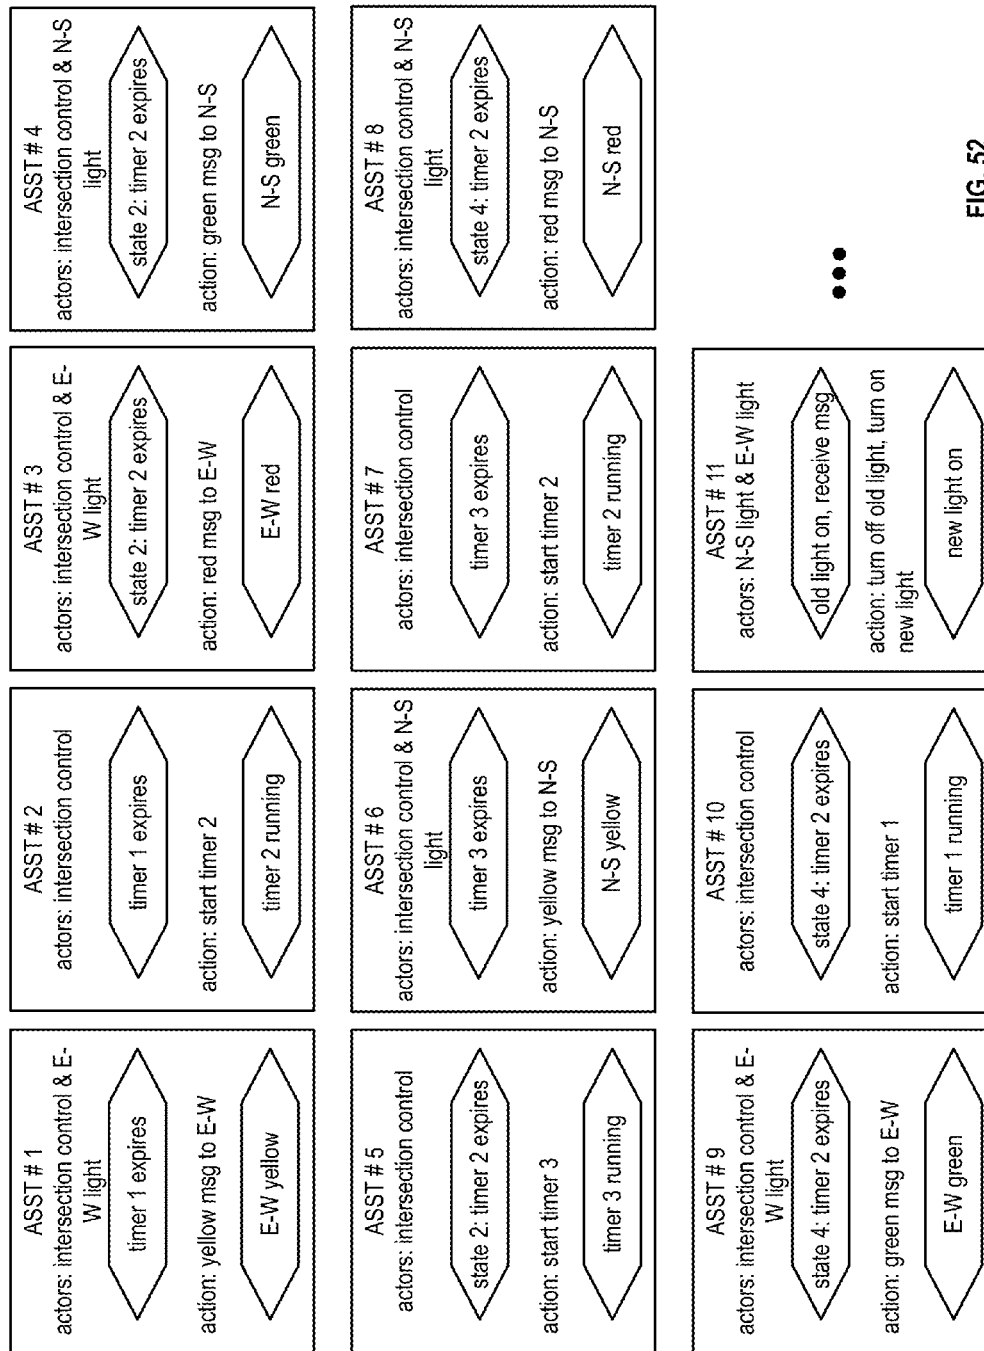 ASST # 1
actors: intersection control & E-
W light
timer 1 expires
action: yellow msg to E-W
E-W yellow
ASST # 2
actors: intersection control
timer 1 expires
action: start timer 2
timer 2 running
ASST # 3
actors: intersection control & E-
W light
state 2: timer 2 expires
action: red msg to E-W
E-W red
ASST # 4
actors: intersection control & N-S
light
state 2: timer 2 expires
action: green msg to N-S
N-S green
ASST # 5
actors: intersection control
state 2: timer 2 expires
action: start timer 3
timer 3 running
ASST # 6
actors: intersection control & N-S
light
timer 3 expires
action: yellow msg to N-S
N-S yellow
ASST # 7
actors: intersection control
timer 3 expires
action: start timer 2
timer 2 running
ASST # 8
actors: intersection control & N-S
light
state 4: timer 2 expires
action: red msg to N-S
N-S red
ASST # 9
actors: intersection control & E-
W light
state 4: timer 2 expires
action: green msg to E-W
E-W green
ASST # 10
actors: intersection control
state 4: timer 2 expires
action: start timer 1
timer 1 running
ASST # 11
actors: N-S light & E-W light
old light on, receive msg
action: turn off old light, turn on
new light
new light on
FIG. 52